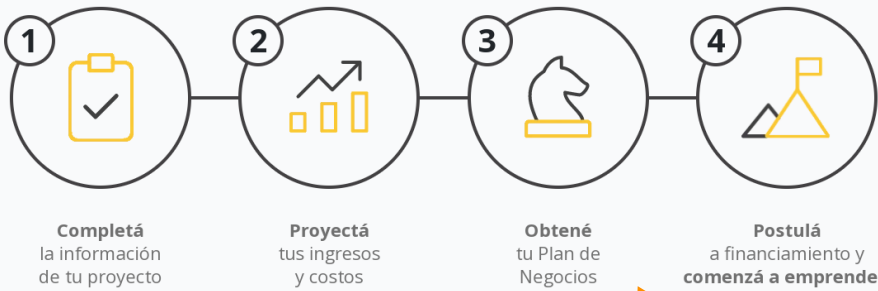 1
2
3
4
Completá
la información
de tu proyecto
Proyectá
tus ingresos
y costos
Obtené
tu Plan de
Negocios
Postulá
a financiamiento y
comenzá a emprende